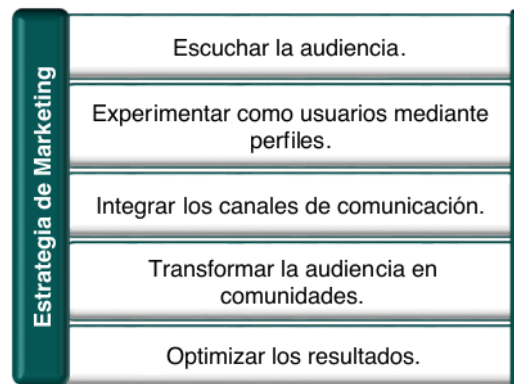 Estrategia de Marketing
Escuchar la audiencia.
Experimentar como usuarios mediante
perfiles.
Integrar los canales de comunicación.
Transformar la audiencia en
comunidades.
Optimizar los resultados.